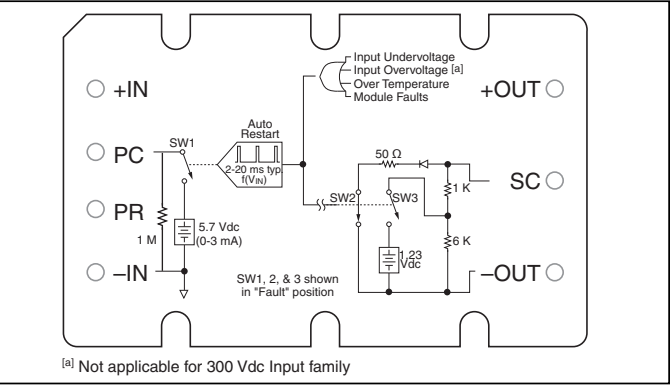 Input Undervoltage
Input Overvoltage [a]
Over Temperature
Module Faults
+IN
+OUT
Auto
Restart
SW1
PC
2-20 ms typ.
f(VIN)
50 Ω
SC
1 K
SW2
SW3
PR
1 M
5.7 Vdc
(0-3 mA)
6 K
1.23
Vdc
–IN
SW1, 2, & 3 shown
in "Fault" position
–OUT
[a] Not applicable for 300 Vdc Input family